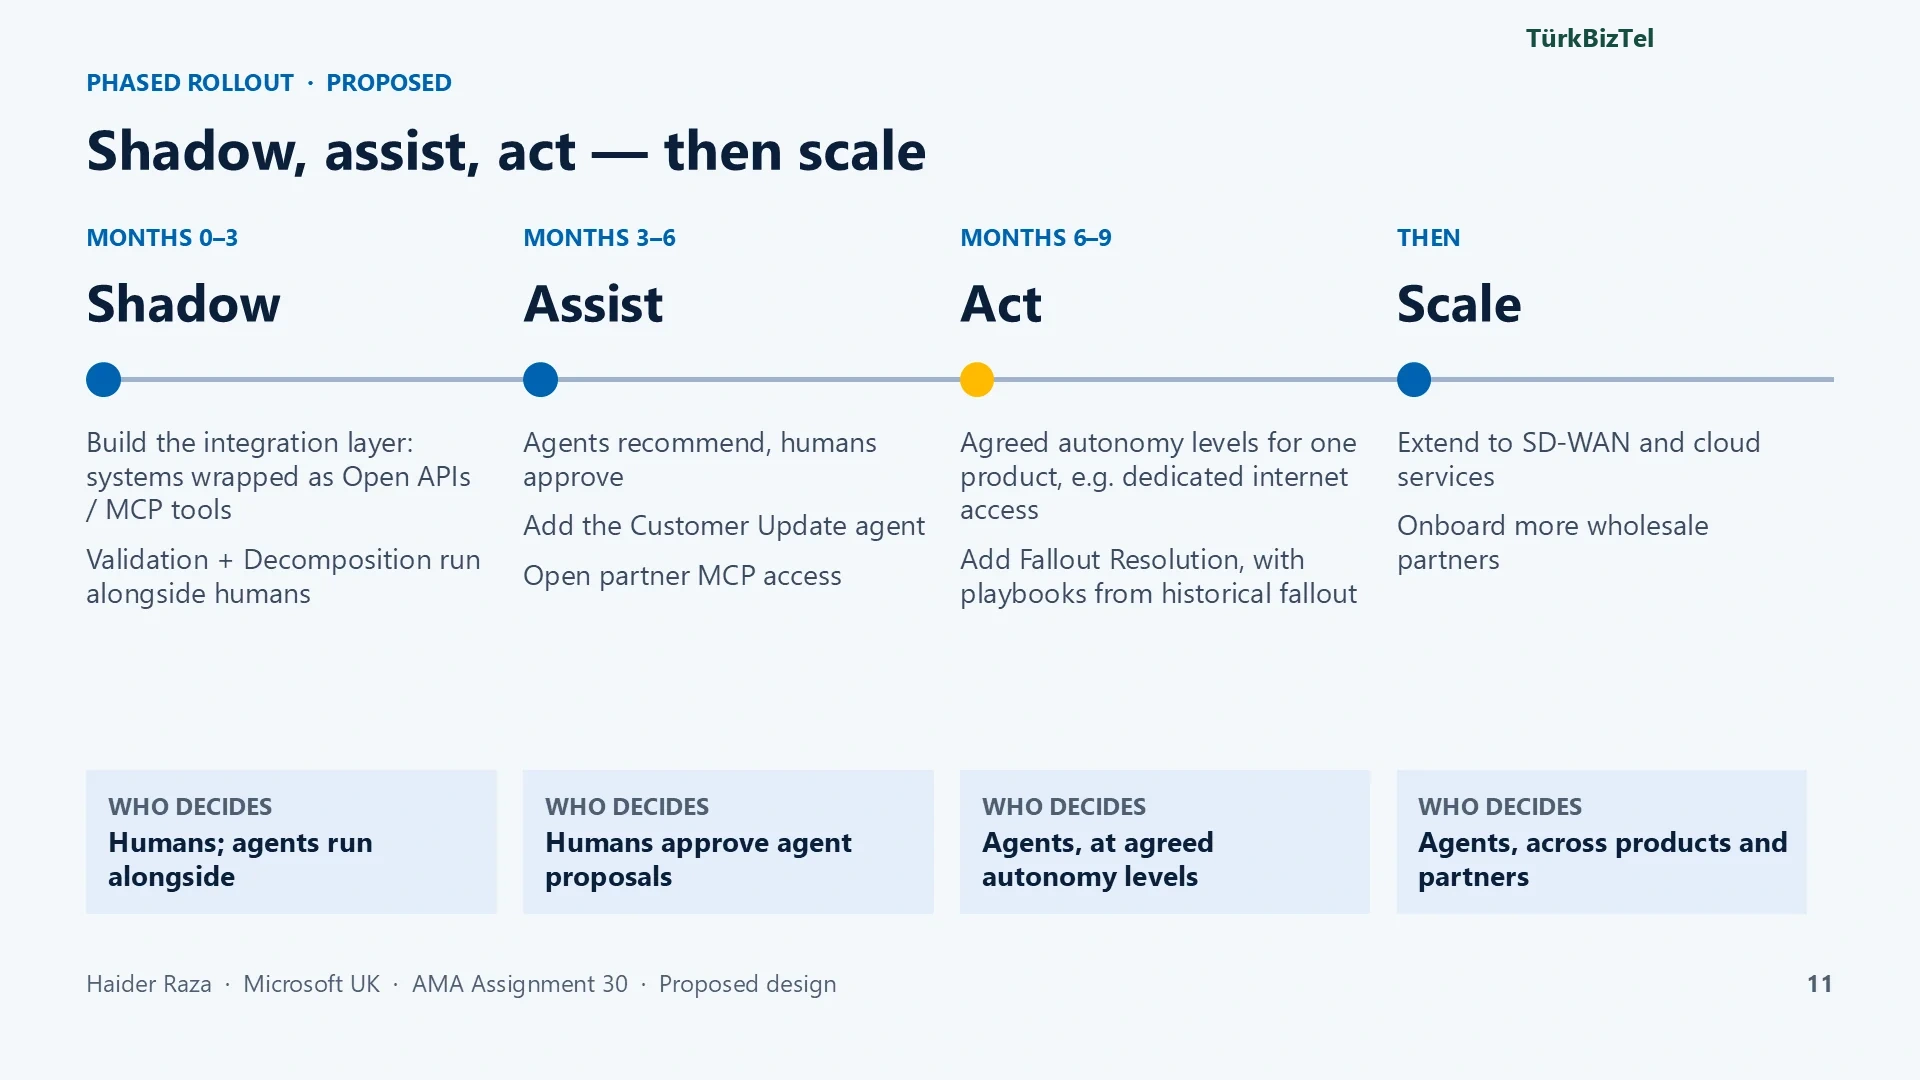 TürkBizTel
PHASED ROLLOUT · PROPOSED
Shadow, assist, act — then scale
MONTHS 0–3
Shadow
Build the integration layer:
systems wrapped as Open APIs
/ MCP tools
Validation + Decomposition run
alongside humans
WHO DECIDES
Humans; agents run
alongside
MONTHS 3–6
Assist
Agents recommend, humans
approve
Add the Customer Update agent
Open partner MCP access
WHO DECIDES
Humans approve agent
proposals
MONTHS 6–9
Act
Agreed autonomy levels for one
product, e.g. dedicated internet
access
Add Fallout Resolution, with
playbooks from historical fallout
WHO DECIDES
Agents, at agreed
autonomy levels
THEN
Scale
Extend to SD-WAN and cloud
services
Onboard more wholesale
partners
WHO DECIDES
Agents, across products and
partners
Haider Raza · Microsoft UK · AMA Assignment 30 · Proposed design
11